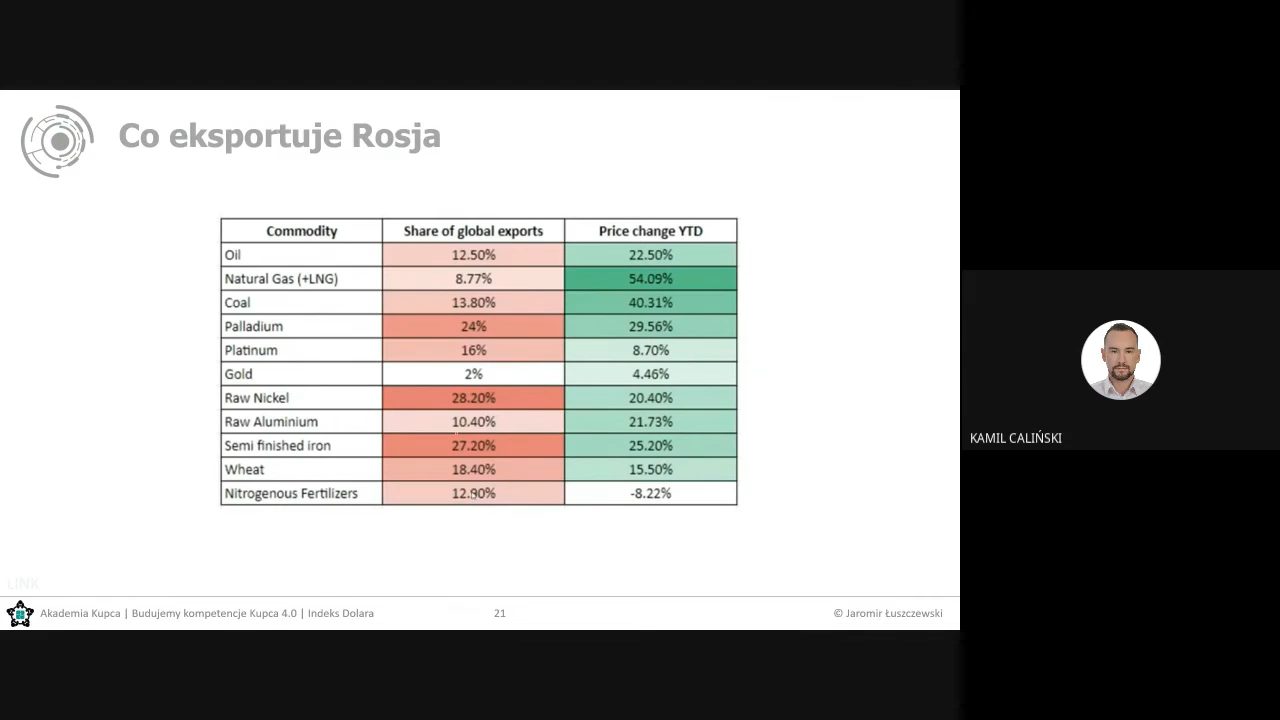 Co eksportuje Rosja
Commodity Share of global exports Price change YTD
Oil 12.50% 22.50%
Natural Gas (+LNG) 8.77% 54.09%
Coal 13.80% 40.31%
Palladium 24% 29.56%
Platinum 16% 8.70%
Gold 2% 4.46%
Raw Nickel 28.20% 20.40%
Raw Aluminium 10.40% 21.73%
Semi finished iron 27.20% 25.20%
Wheat 18.40% 15.50%
Nitrogenous Fertilizers -8.22%
LINK
Akademia Kupca | Budujemy kompetencje Kupca 4.0 | Indeks Dolara 21 © Jaromir Łuszczewski
KAMIL CALIŃSKI